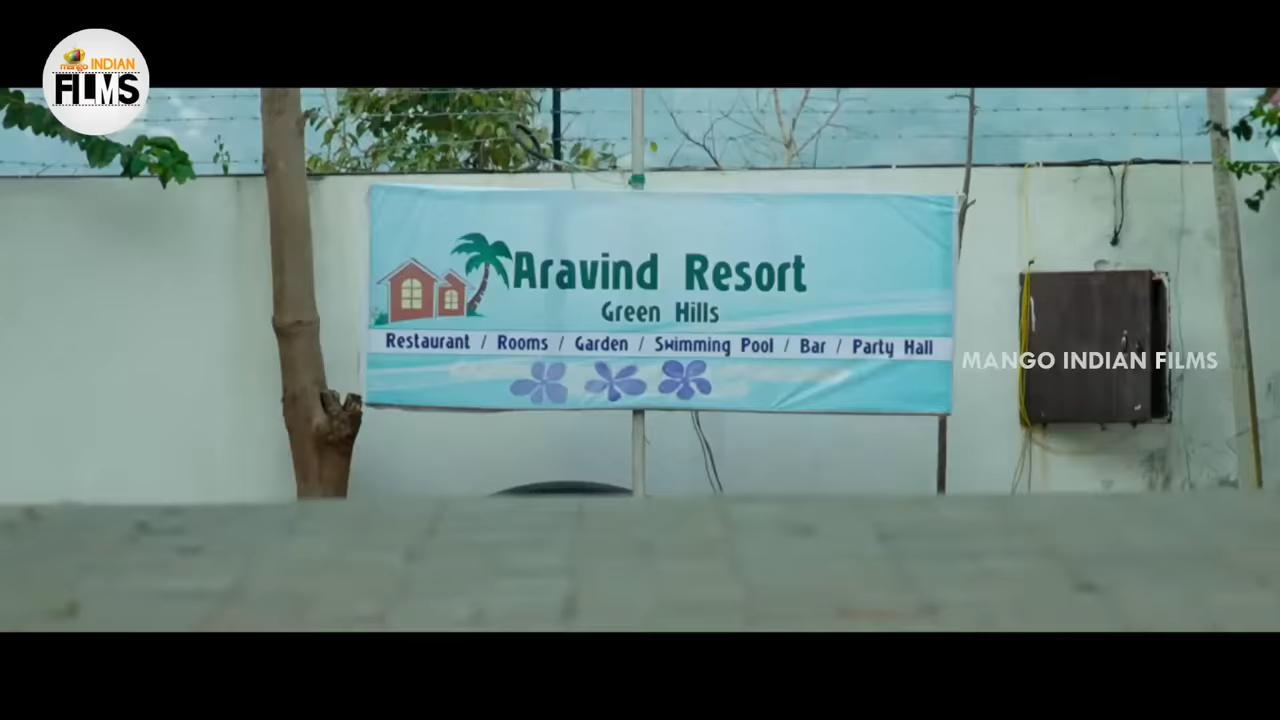 mango INDIAN
FILMS
Aravind Resort
Green Hills
Restaurant / Rooms / Garden / Swimming Pool / Bar / Party Hall
MANGO INDIAN FILMS